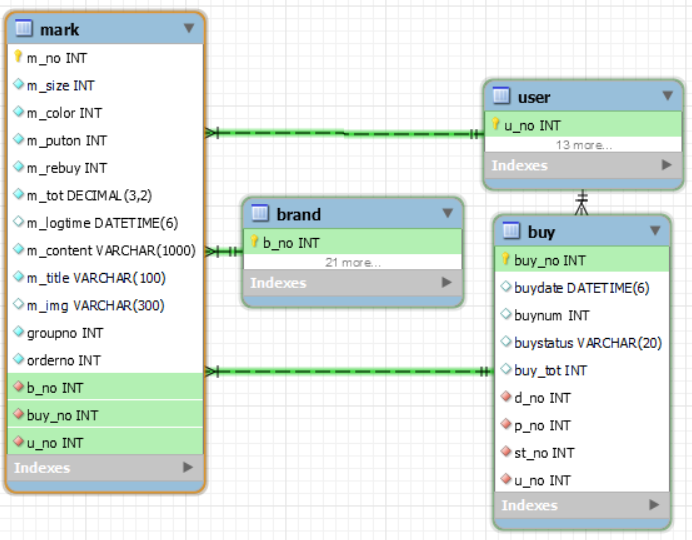 mark
m_no INT
m_size INT
m_color INT
m_puton INT
m_rebuy INT
m_tot DECIMAL(3,2)
m_logtime DATETIME(6)
m_content VARCHAR(1000)
m_title VARCHAR(100)
m_img VARCHAR(300)
groupno INT
orderno INT
b_no INT
buy_no INT
u_no INT
Indexes
brand
b_no INT
21 more...
Indexes
user
u_no INT
13 more...
Indexes
buy
buy_no INT
buydate DATETIME(6)
buynum INT
buystatus VARCHAR(20)
buy_tot INT
d_no INT
p_no INT
st_no INT
u_no INT
Indexes